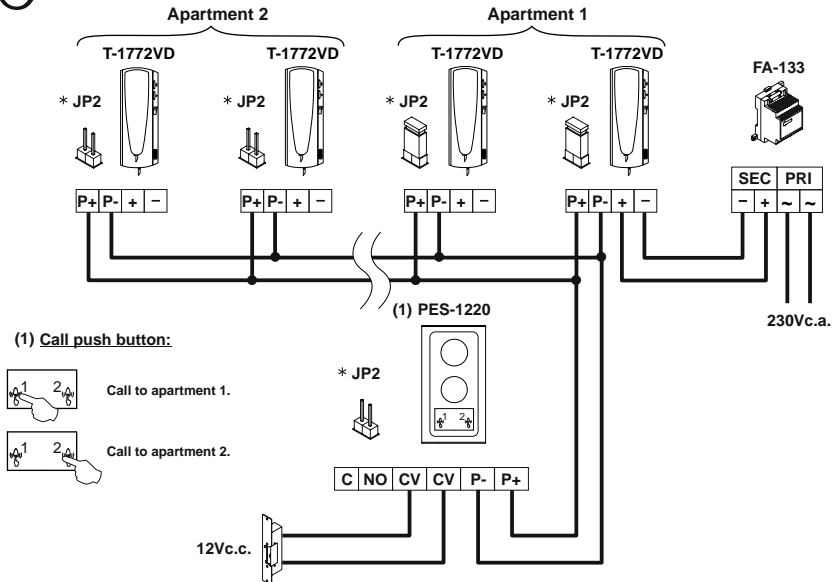 Apartment 2
Apartment 1
T-1772VD T-1772VD T-1772VD T-1772VD
FA-133
* JP2 * JP2 * JP2 * JP2
SEC PRI
P+ P- + – P+ P- + – P+ P- + – P+ P- + – – + ~ ~
230Vc.a.
(1) PES-1220
(1) Call push button:
* JP2
1 2
Call to apartment 1.
1 2
1 2
Call to apartment 2.
C NO CV CV P- P+
12Vc.c.